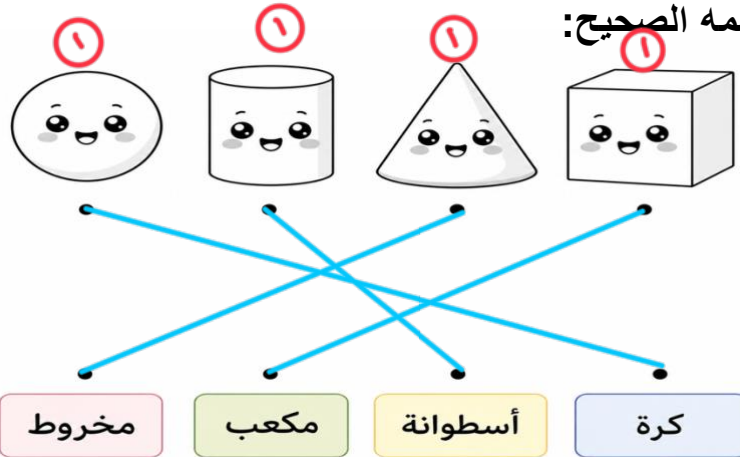 مه الصحيح:
١ ١ ١ ١
كرة أسطوانة مكعب مخروط